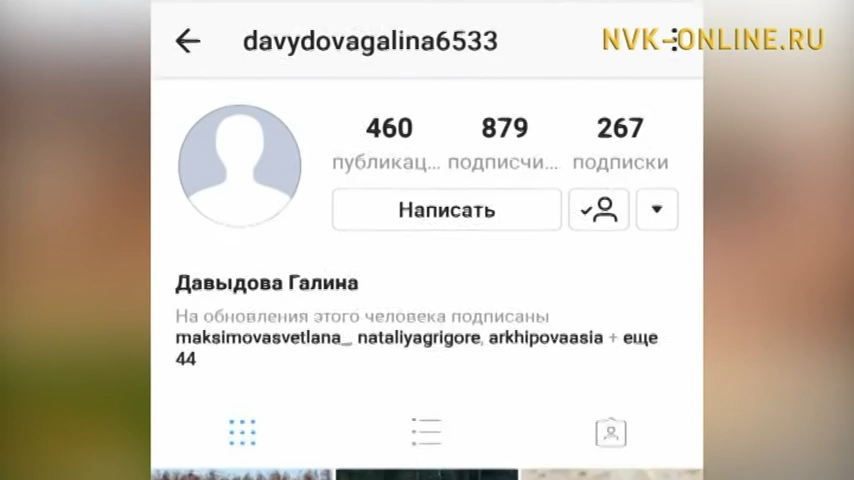 davydovagalina6533
NVK-ONLINE.RU
460 879 267
публикац... подписчи... подписки
Написать
Давыдова Галина
На обновления этого человека подписаны
maksimovasvetlana_, nataliyagrigore, arkhipovaasia + еще
44